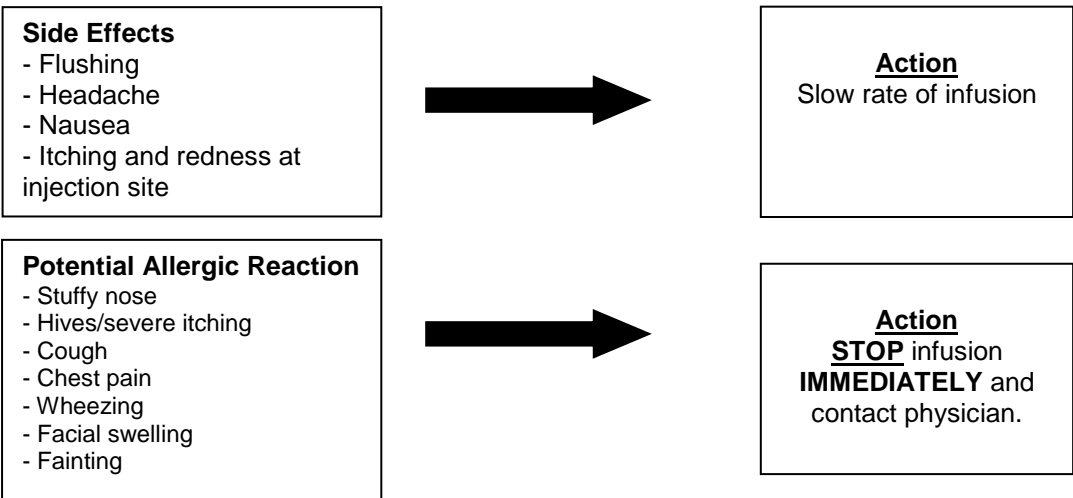 Side Effects
- Flushing
- Headache
- Nausea
- Itching and redness at
injection site
Action
Slow rate of infusion
Potential Allergic Reaction
- Stuffy nose
- Hives/severe itching
- Cough
- Chest pain
- Wheezing
- Facial swelling
- Fainting
Action
STOP infusion
IMMEDIATELY and
contact physician.